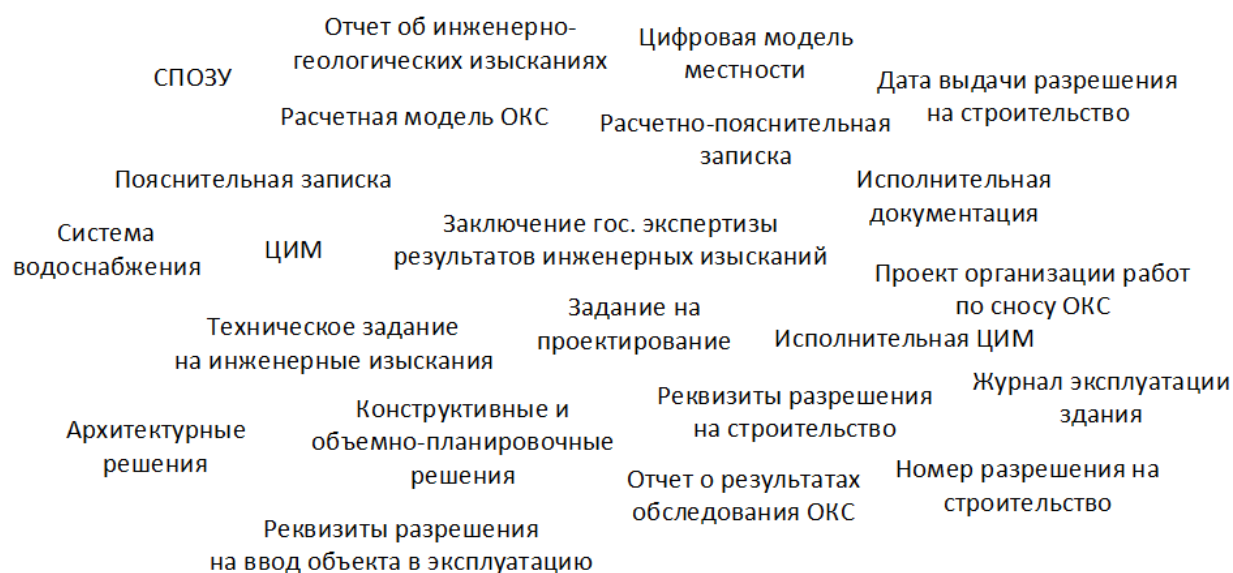 Отчет об инженерно-
геологических изысканиях
Цифровая модель
местности
СПОЗУ
Дата выдачи разрешения
на строительство
Расчетная модель ОКС
Расчетно-пояснительная
записка
Пояснительная записка
Исполнительная
документация
Система
водоснабжения
ЦИМ
Заключение гос. экспертизы
результатов инженерных изысканий
Проект организации работ
по сносу ОКС
Техническое задание
на инженерные изыскания
Задание на
проектирование
Исполнительная ЦИМ
Журнал эксплуатации
здания
Архитектурные
решения
Конструктивные и
объемно-планировочные
решения
Реквизиты разрешения
на строительство
Отчет о результатах
обследования ОКС
Номер разрешения на
строительство
Реквизиты разрешения
на ввод объекта в эксплуатацию